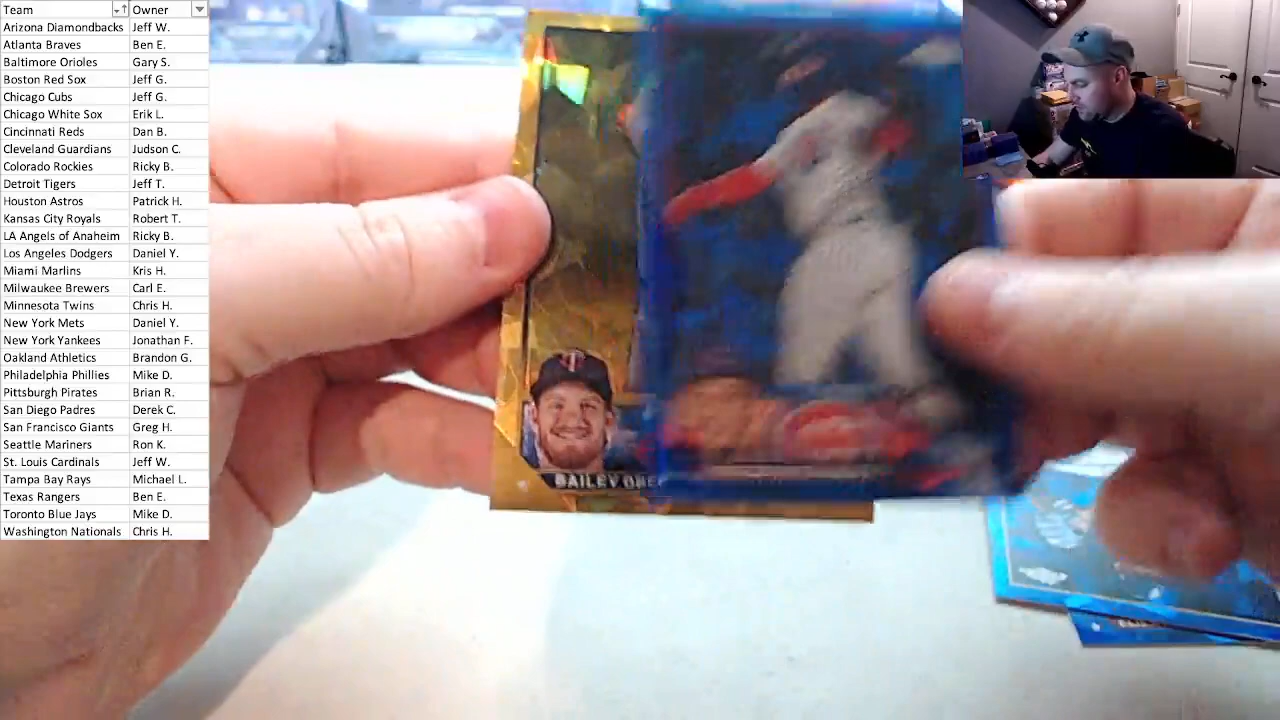 Team Owner
Arizona Diamondbacks Jeff W.
Atlanta Braves Ben E.
Baltimore Orioles Gary S.
Boston Red Sox Jeff G.
Chicago Cubs Jeff G.
Chicago White Sox Erik L.
Cincinnati Reds Dan B.
Cleveland Guardians Judson C.
Colorado Rockies Ricky B.
Detroit Tigers Jeff T.
Houston Astros Patrick H.
Kansas City Royals Robert T.
LA Angels of Anaheim Ricky B.
Los Angeles Dodgers Daniel Y.
Miami Marlins Kris H.
Milwaukee Brewers Carl E.
Minnesota Twins Chris H.
New York Mets Daniel Y.
New York Yankees Jonathan F.
Oakland Athletics Brandon G.
Philadelphia Phillies Mike D.
Pittsburgh Pirates Brian R.
San Diego Padres Derek C.
San Francisco Giants Greg H.
Seattle Mariners Ron K.
St. Louis Cardinals Jeff W.
Tampa Bay Rays Michael L.
Texas Rangers Ben E.
Toronto Blue Jays Mike D.
Washington Nationals Chris H.
BAILEY